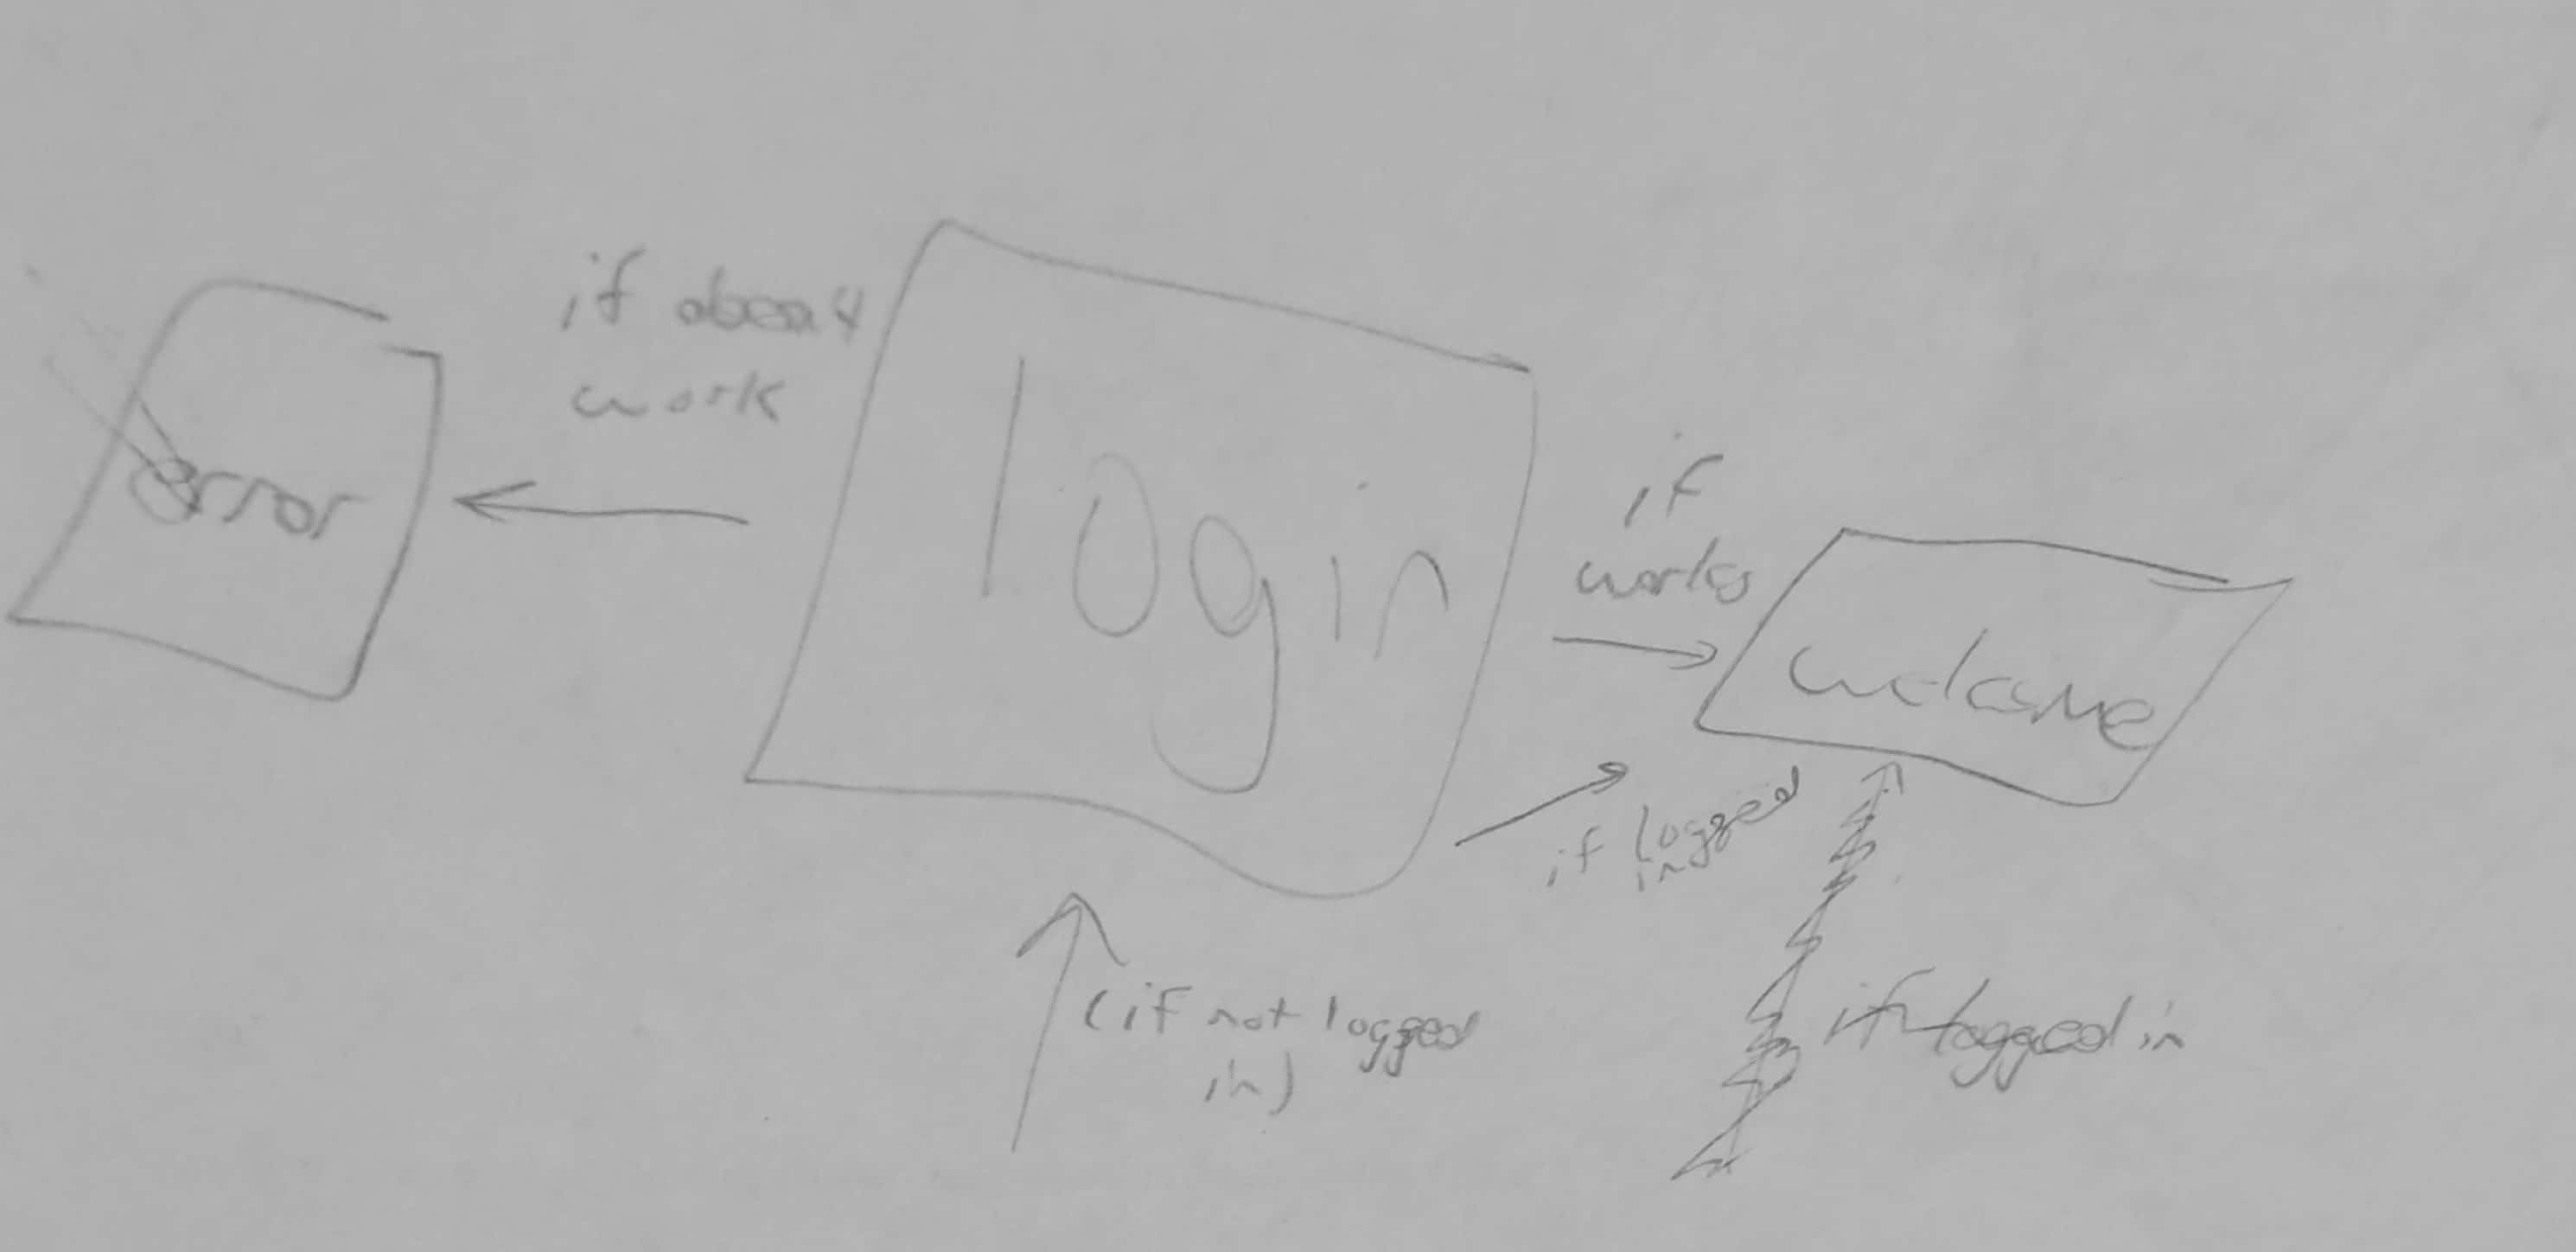 if doesn't
work
error
login
if
works
welcome
if logged
in
(if not logged
in)
if logged in